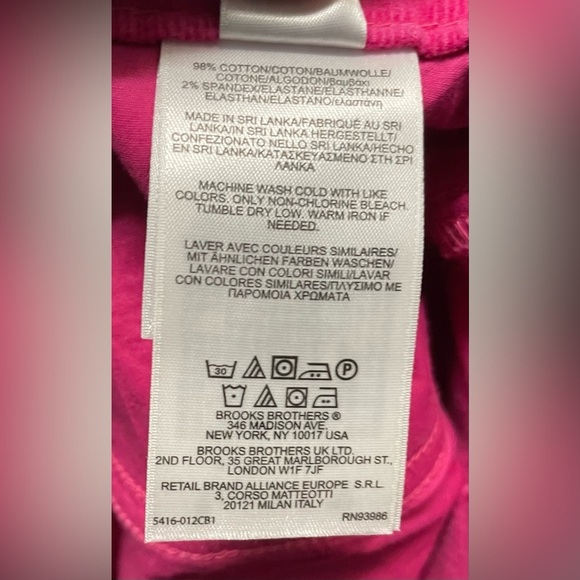 98% COTTON/COTON/BAUMWOLLE/
COTONE/ALGODON/βαμβάκι
2% SPANDEX/ELASTANE/ELASTHANNE/
ELASTHAN/ELASTANO/ελαστάνη
MADE IN SRI LANKA/FABRIQUÉ AU SRI
LANKA/IN SRI LANKA HERGESTELLT/
CONFEZIONATO NELLO SRI LANKA/HECHO
EN SRI LANKA/ΚΑΤΑΣΚΕΥΑΣΜΕΝΟ ΣΤΗ ΣΡΙ
ΛΑΝΚΑ
MACHINE WASH COLD WITH LIKE
COLORS. ONLY NON-CHLORINE BLEACH.
TUMBLE DRY LOW. WARM IRON IF
NEEDED.
LAVER AVEC COULEURS SIMILAIRES/
MIT ÄHNLICHEN FARBEN WASCHEN/
LAVARE CON COLORI SIMILI/LAVAR
CON COLORES SIMILARES/ΠΛΥΣΙΜΟ ΜΕ
ΠΑΡΟΜΟΙΑ ΧΡΩΜΑΤΑ
30 P
BROOKS BROTHERS ®
346 MADISON AVE.
NEW YORK, NY 10017 USA
BROOKS BROTHERS UK LTD.
2ND FLOOR, 35 GREAT MARLBOROUGH ST.,
LONDON W1F 7JF
RETAIL BRAND ALLIANCE EUROPE S.R.L.
3, CORSO MATTEOTTI
20121 MILAN ITALY
5416-012CB1 RN93986